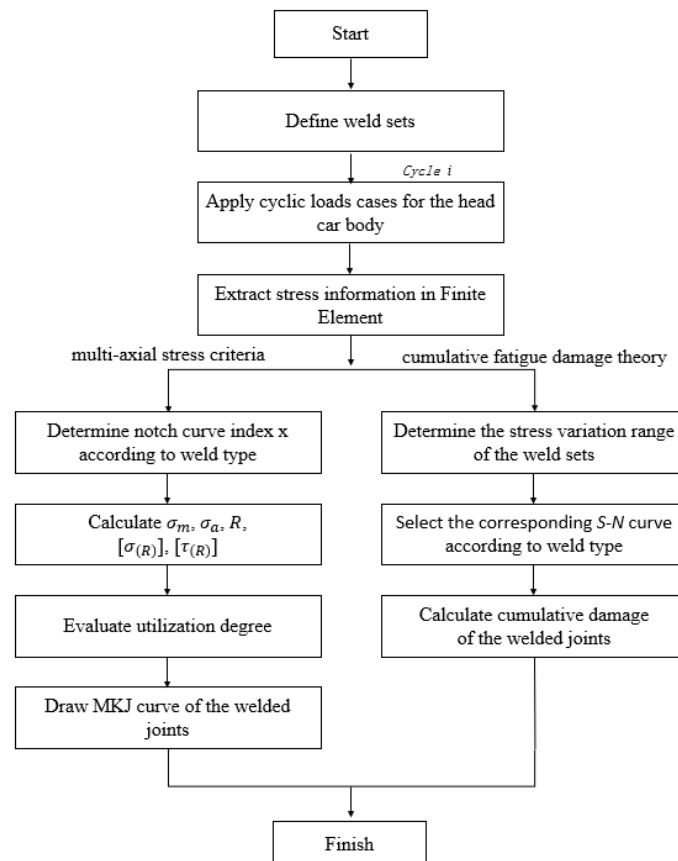 Start
Define weld sets
Cycle i
Apply cyclic loads cases for the head
car body
Extract stress information in Finite
Element
multi-axial stress criteria
cumulative fatigue damage theory
Determine notch curve index x
according to weld type
Calculate σₘ, σₐ, R,
[σ₍R₎], [τ₍R₎]
Evaluate utilization degree
Draw MKJ curve of the welded
joints
Determine the stress variation range
of the weld sets
Select the corresponding S-N curve
according to weld type
Calculate cumulative damage
of the welded joints
Finish